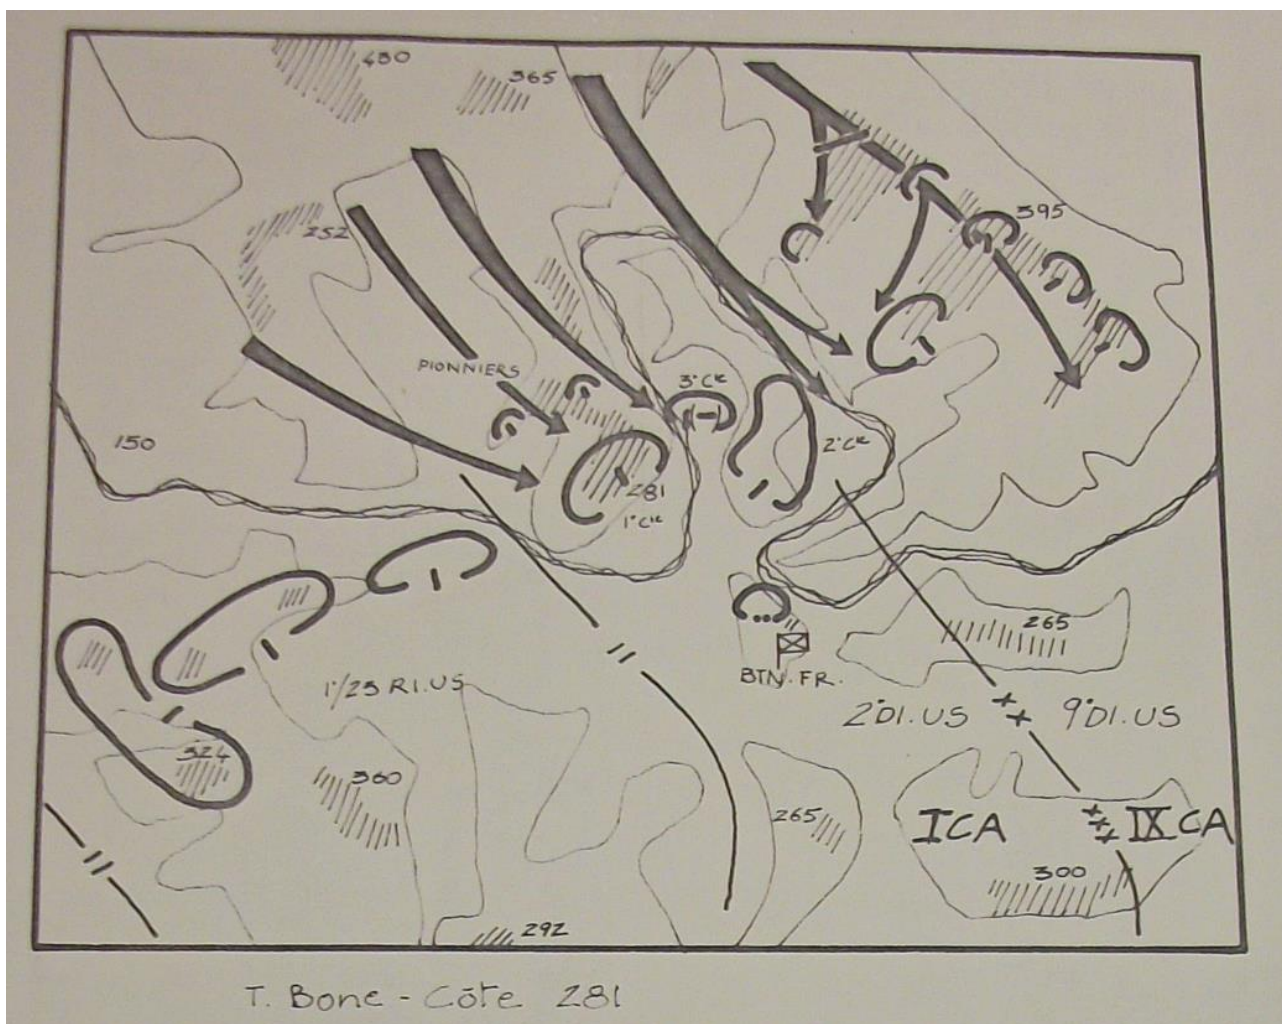 430
365
252
395
PIONNIERS
3°Cie
150
2°Cie
281
1°Cie
265
BTN. FR.
1°/23 RI. US
2°DI. US
9°DI. US
324
360
265
I CA
IX CA
300
292
T. Bone - Côte 281